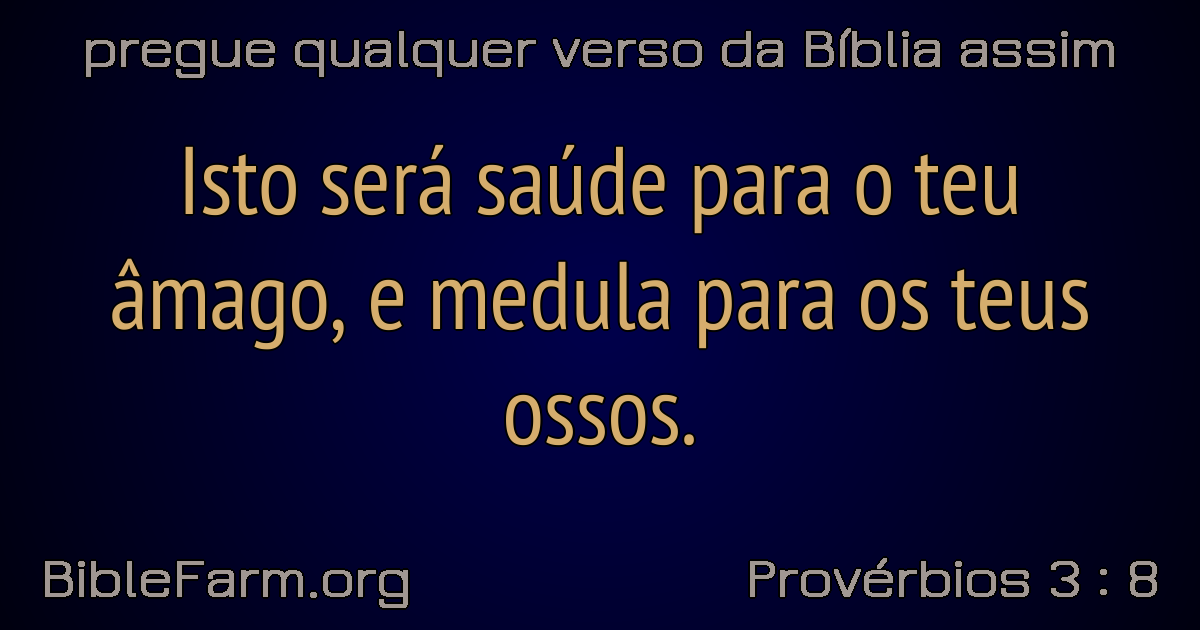 pregue qualquer verso da Bíblia assim
Isto será saúde para o teu
âmago, e medula para os teus
ossos.
BibleFarm.org
Provérbios 3 : 8